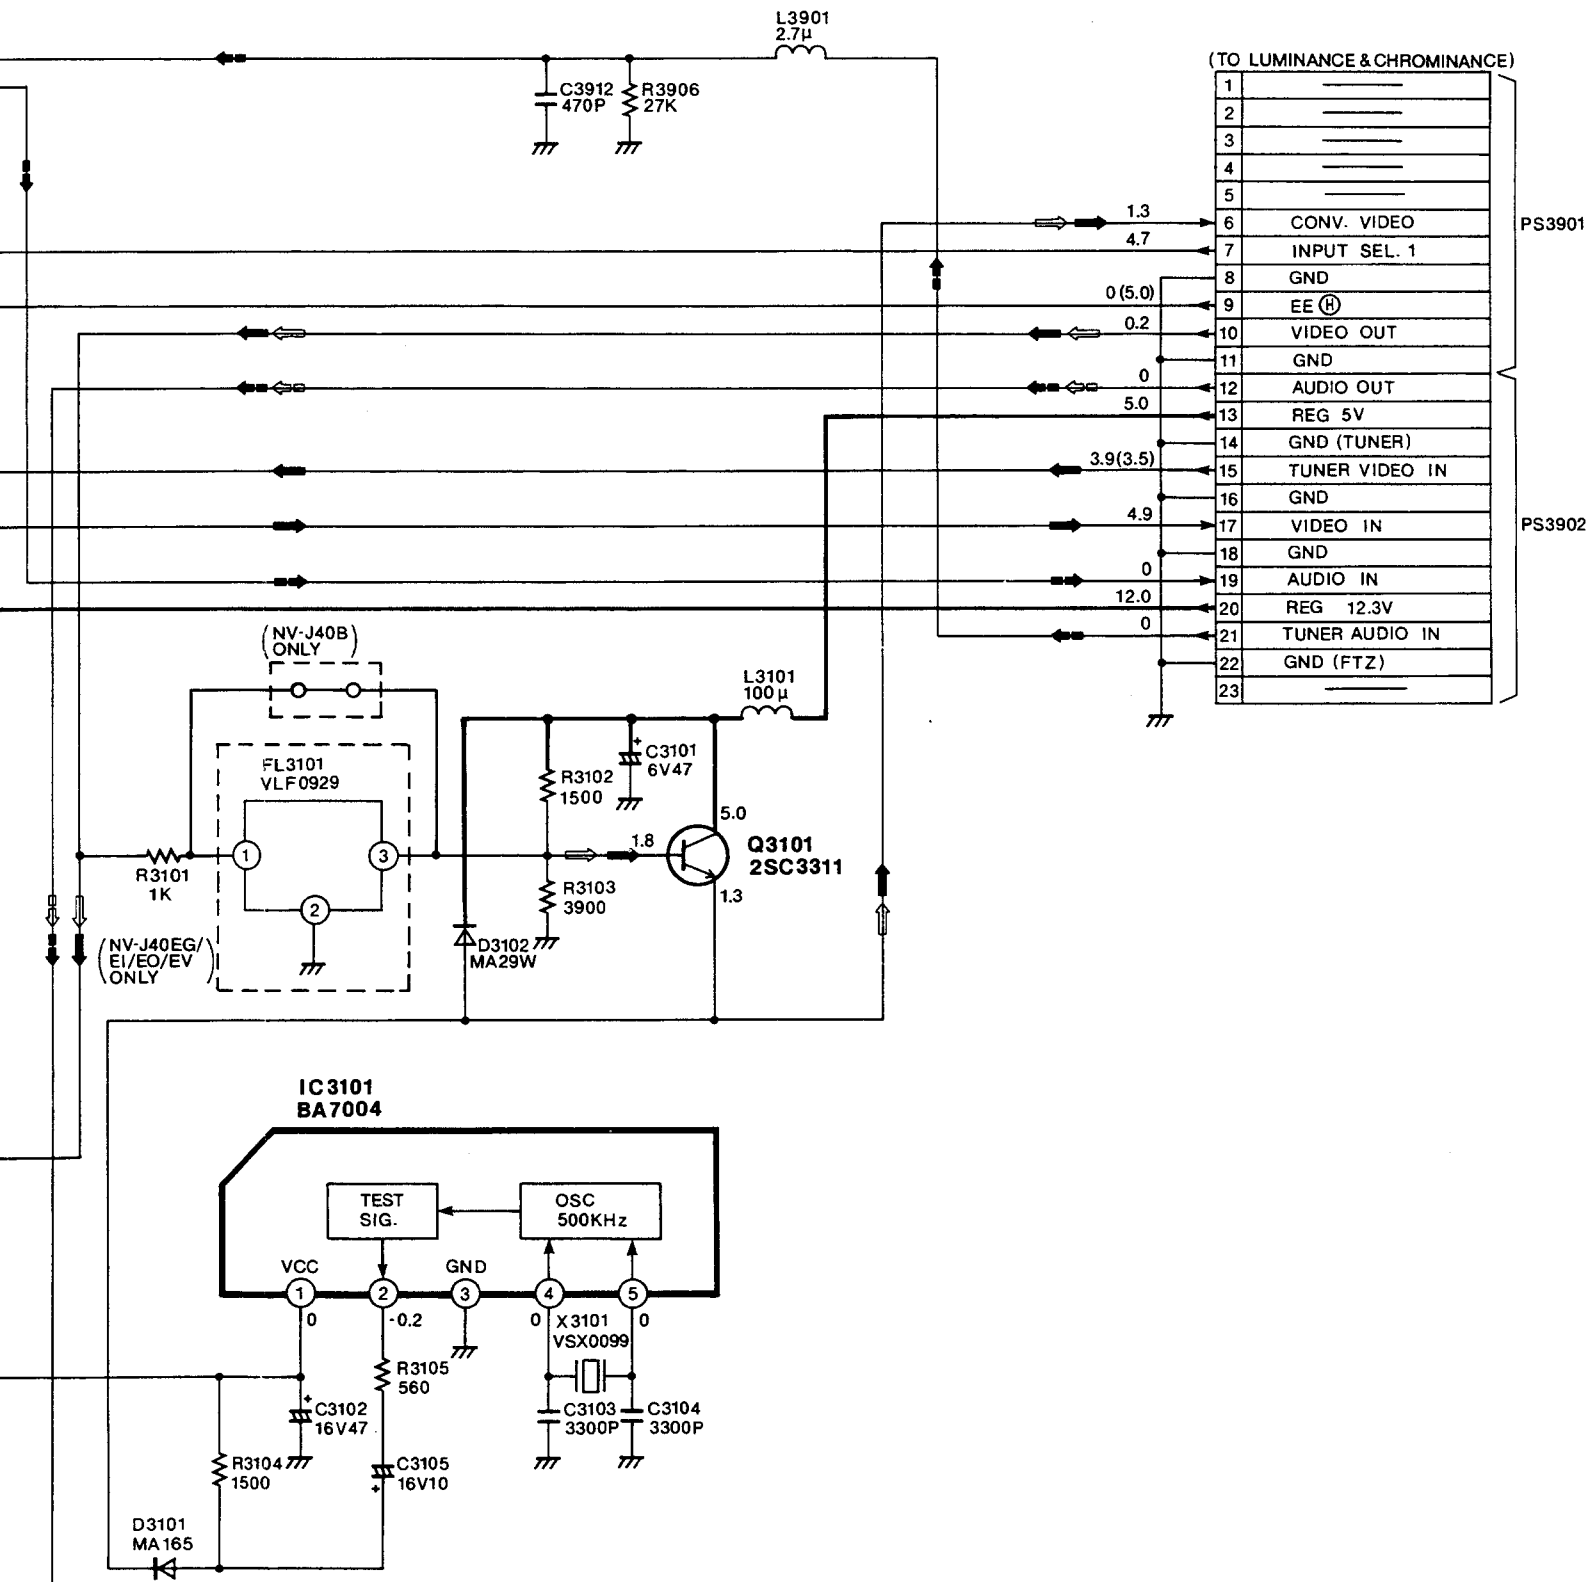 L3901
2.7µ
(TO LUMINANCE & CHROMINANCE)
C3912
470P
R3906
27K
1
2
3
4
5
1.3
6 CONV. VIDEO
PS3901
4.7
7 INPUT SEL. 1
8 GND
0(5.0)
9 EE Ⓗ
0.2
10 VIDEO OUT
11 GND
0
12 AUDIO OUT
5.0
13 REG 5V
14 GND (TUNER)
3.9(3.5)
15 TUNER VIDEO IN
16 GND
4.9
17 VIDEO IN
PS3902
18 GND
0
19 AUDIO IN
12.0
20 REG 12.3V
0
21 TUNER AUDIO IN
22 GND (FTZ)
23
(NV-J40B
ONLY)
L3101
100µ
FL3101
VLF0929
R3102
1500
+
C3101
6V47
5.0
1.8
Q3101
2SC3311
1
3
R3101
1K
2
R3103
3900
1.3
(NV-J40EG/
EI/EO/EV
ONLY)
D3102
MA29W
IC3101
BA7004
TEST
SIG.
OSC
500KHz
VCC
GND
1
2
3
4
5
0
-0.2
0
0
X3101
VSX0099
R3105
560
+
C3102
16V47
C3103
3300P
C3104
3300P
R3104
1500
C3105
16V10
+
D3101
MA165